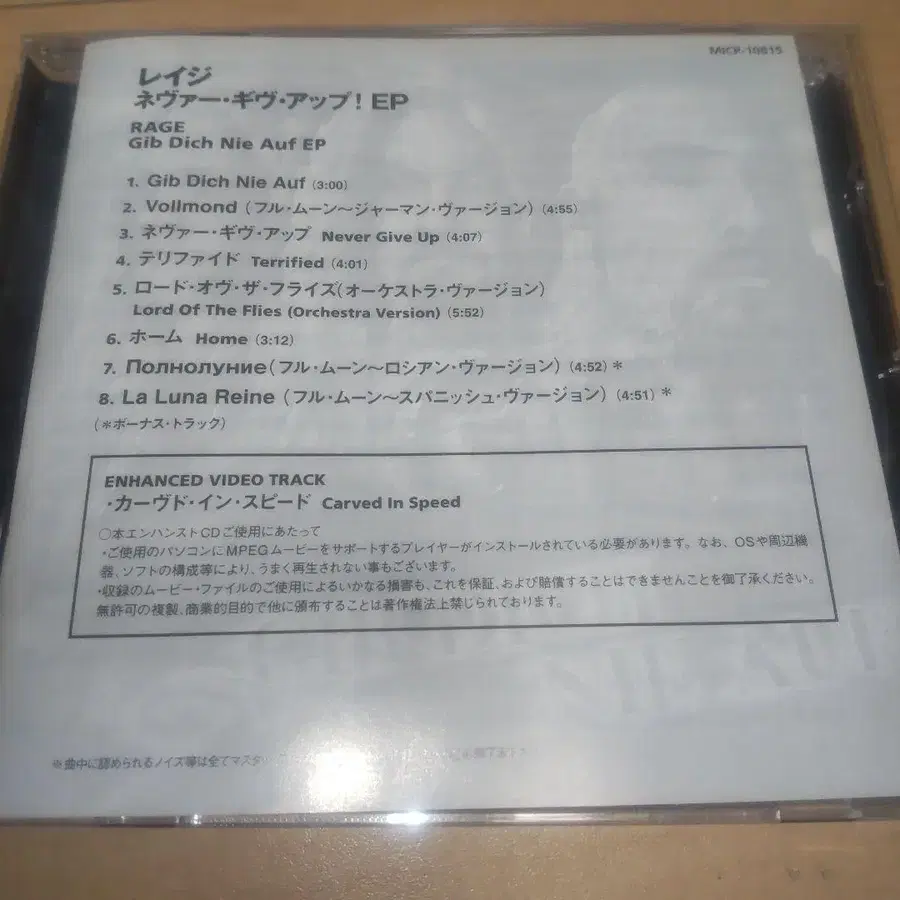 MICP-10615
レイジ
ネヴァー・ギヴ・アップ! EP
RAGE
Gib Dich Nie Auf EP
1. Gib Dich Nie Auf (3:00)
2. Vollmond (フル・ムーン〜ジャーマン・ヴァージョン) (4:55)
3. ネヴァー・ギヴ・アップ Never Give Up (4:07)
4. テリファイド Terrified (4:01)
5. ロード・オヴ・ザ・フライズ(オーケストラ・ヴァージョン)
Lord Of The Flies (Orchestra Version) (5:52)
6. ホーム Home (3:12)
7. Полнолуние(フル・ムーン〜ロシアン・ヴァージョン) (4:52) *
8. La Luna Reine (フル・ムーン〜スパニッシュ・ヴァージョン) (4:51) *
(*ボーナス・トラック)
ENHANCED VIDEO TRACK
・カーヴド・イン・スピード Carved In Speed
○本エンハンストCDご使用にあたって
・ご使用のパソコンにMPEGムービーをサポートするプレイヤーがインストールされている必要があります。なお、OSや周辺機
器、ソフトの構成等により、うまく再生されない事もございます。
・収録のムービー・ファイルのご使用によるいかなる損害も、これを保証、および賠償することはできませんことを御了承ください。
無許可の複製、商業的目的で他に頒布することは著作権法上禁じられております。
※曲中に認められるノイズ等は全てマスター